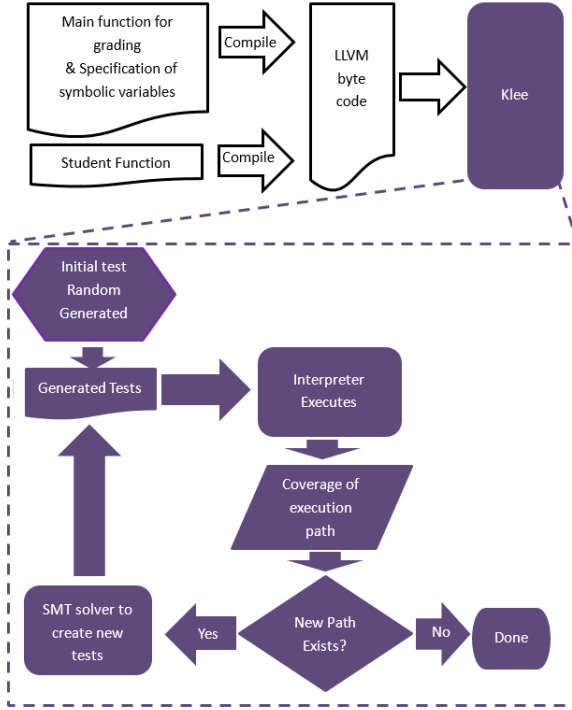 Main function for
grading
& Specification of
symbolic variables
Compile
LLVM
byte
code
Klee
Student Function
Compile
Initial test
Random
Generated
Generated Tests
Interpreter
Executes
Coverage of
execution
path
SMT solver to
create new
tests
Yes
New Path
Exists?
No
Done